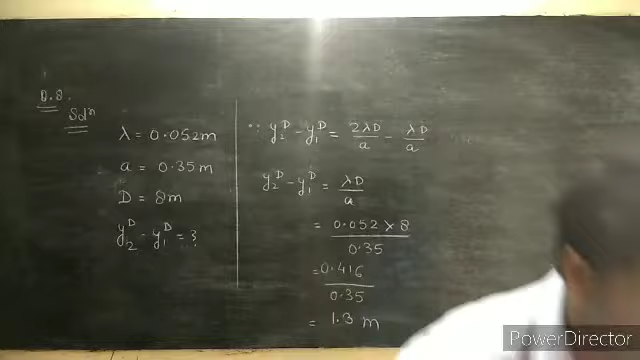 Q.8.
Solⁿ
λ = 0.052m
a = 0.35m
D = 8m
y₂ᴰ - y₁ᴰ = ?
∵ y₂ᴰ - y₁ᴰ = 2λD/a - λD/a
y₂ᴰ - y₁ᴰ = λD/a
= 0.052 × 8/0.35
= 0.416/0.35
= 1.3 m
PowerDirector